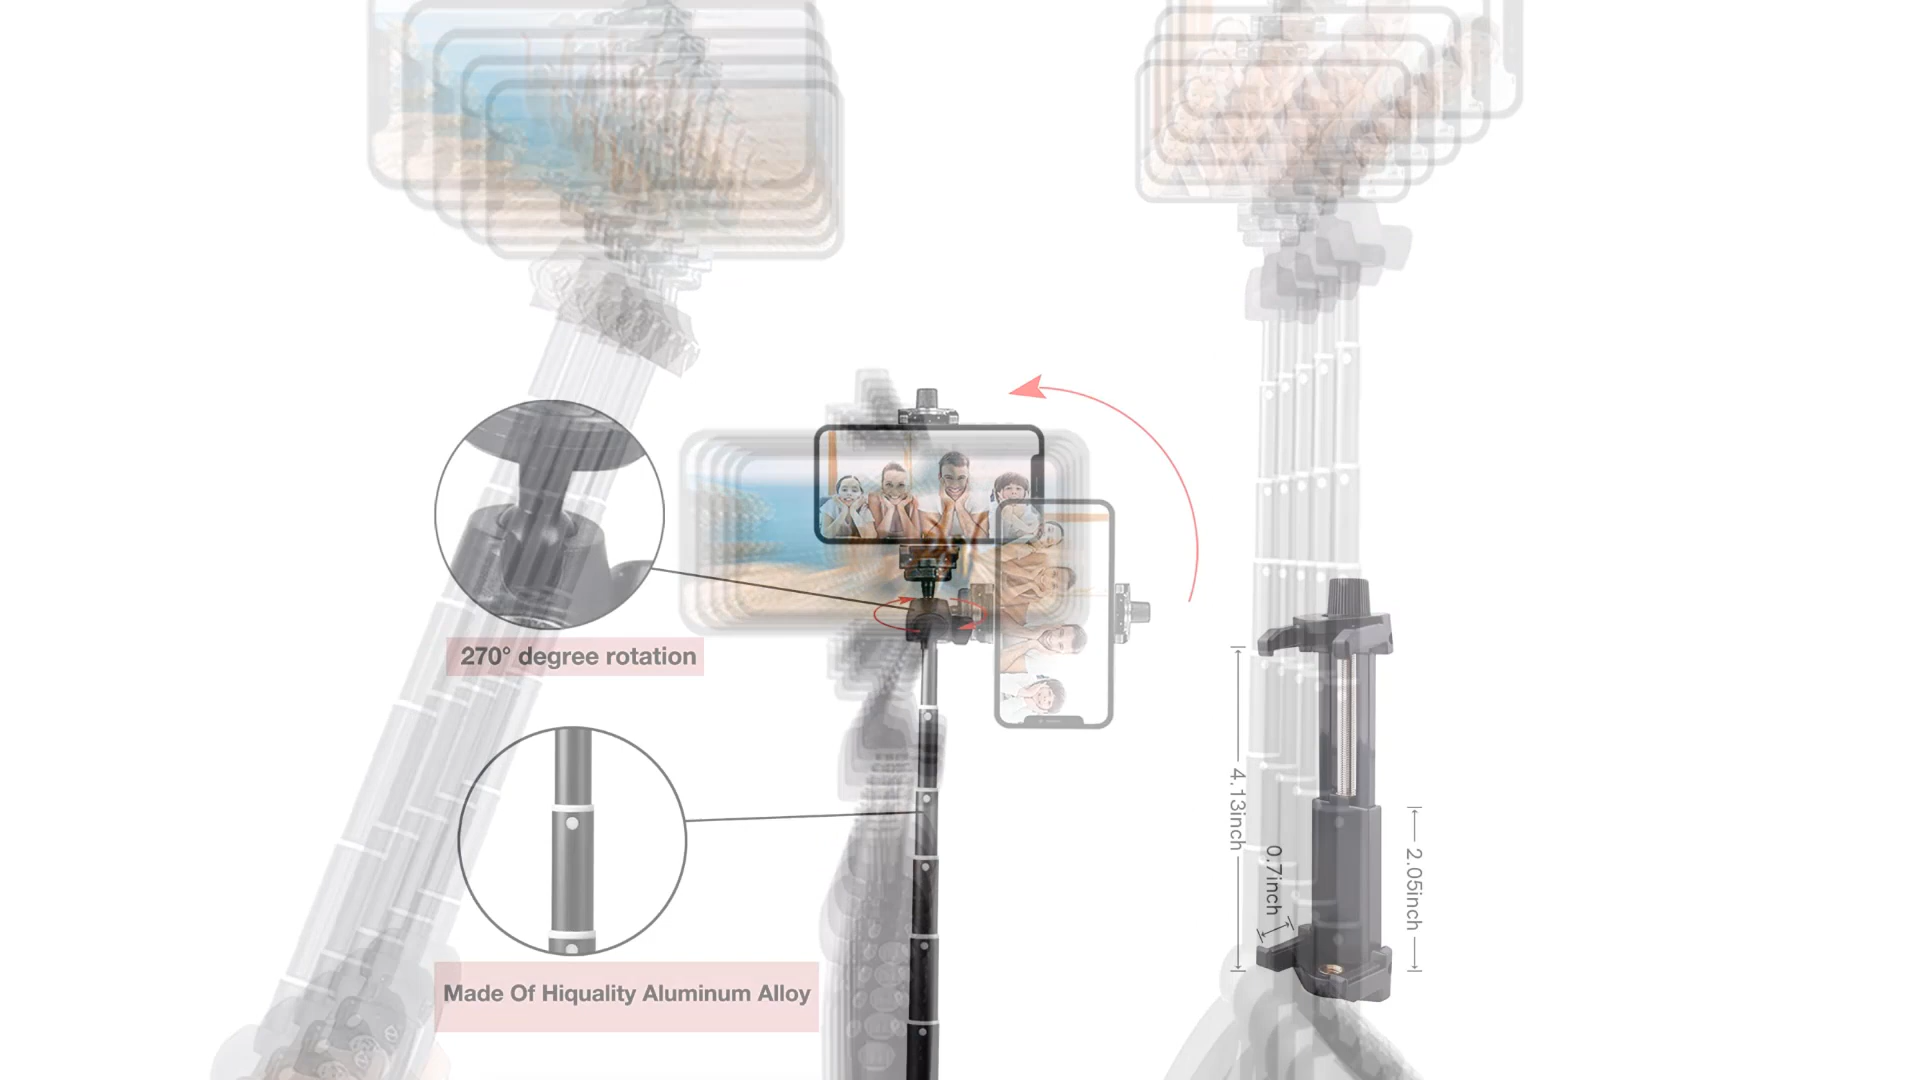 270° degree rotation
Made Of Hiquality Aluminum Alloy
4.13inch
0.7inch
2.05inch